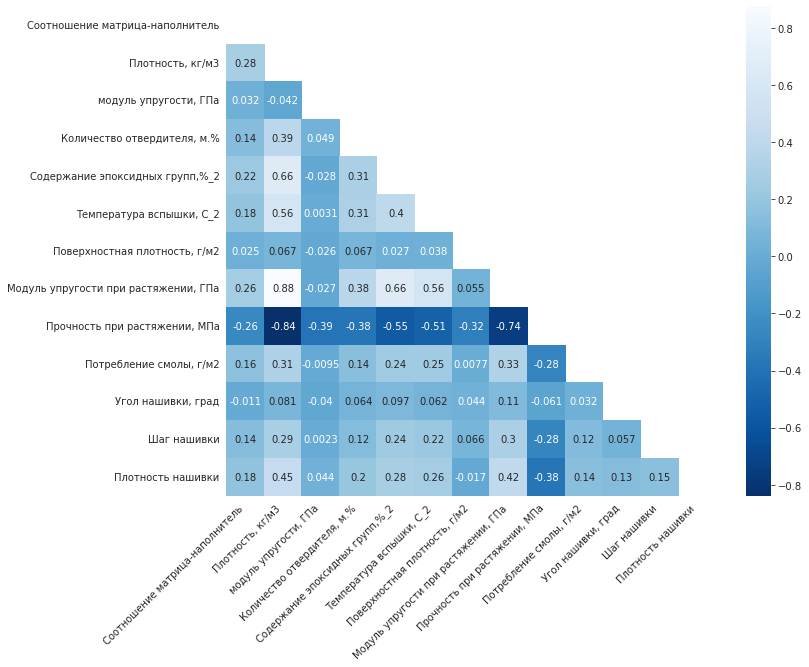 Соотношение матрица-наполнитель
Плотность, кг/м3 0.28
модуль упругости, ГПа 0.032 -0.042
Количество отвердителя, м.% 0.14 0.39 0.049
Содержание эпоксидных групп,%_2 0.22 0.66 -0.028 0.31
Температура вспышки, С_2 0.18 0.56 0.0031 0.31 0.4
Поверхностная плотность, г/м2 0.025 0.067 -0.026 0.067 0.027 0.038
Модуль упругости при растяжении, ГПа 0.26 0.88 -0.027 0.38 0.66 0.56 0.055
Прочность при растяжении, МПа -0.26 -0.84 -0.39 -0.38 -0.55 -0.51 -0.32 -0.74
Потребление смолы, г/м2 0.16 0.31 -0.0095 0.14 0.24 0.25 0.0077 0.33 -0.28
Угол нашивки, град -0.011 0.081 -0.04 0.064 0.097 0.062 0.044 0.11 -0.061 0.032
Шаг нашивки 0.14 0.29 0.0023 0.12 0.24 0.22 0.066 0.3 -0.28 0.12 0.057
Плотность нашивки 0.18 0.45 0.044 0.2 0.28 0.26 -0.017 0.42 -0.38 0.14 0.13 0.15
Соотношение матрица-наполнитель
Плотность, кг/м3
модуль упругости, ГПа
Количество отвердителя, м.%
Содержание эпоксидных групп,%_2
Температура вспышки, С_2
Поверхностная плотность, г/м2
Модуль упругости при растяжении, ГПа
Прочность при растяжении, МПа
Потребление смолы, г/м2
Угол нашивки, град
Шаг нашивки
Плотность нашивки
0.8
0.6
0.4
0.2
0.0
−0.2
−0.4
−0.6
−0.8